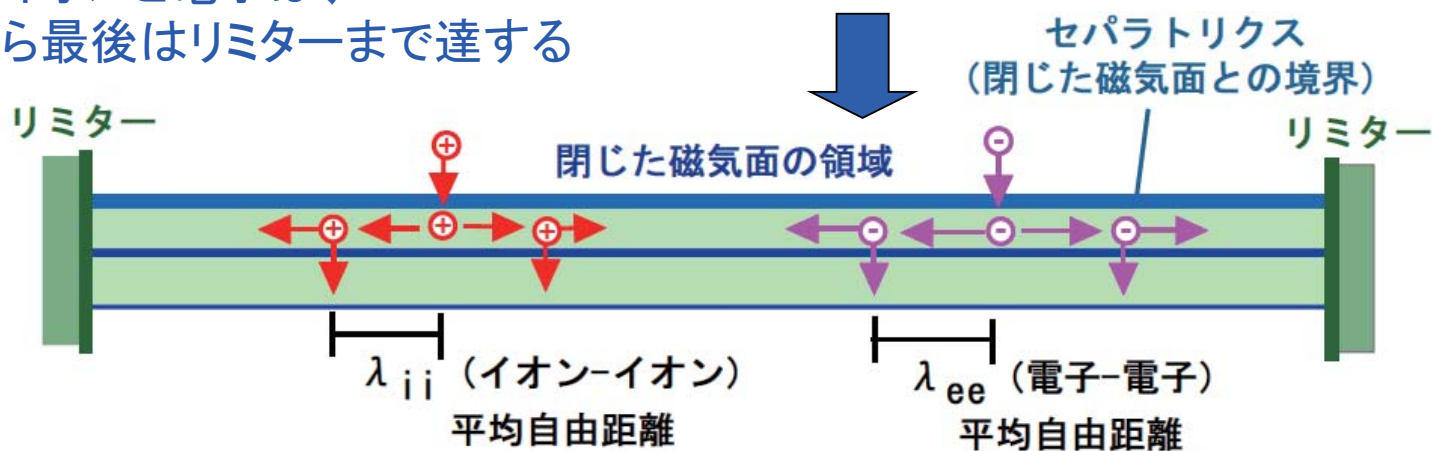 ら最後はリミターまで達する
セパラトリクス
(閉じた磁気面との境界)
リミター
リミター
閉じた磁気面の領域
+
-
+
+
+
-
-
-
λii (イオン-イオン)
平均自由距離
λee (電子-電子)
平均自由距離